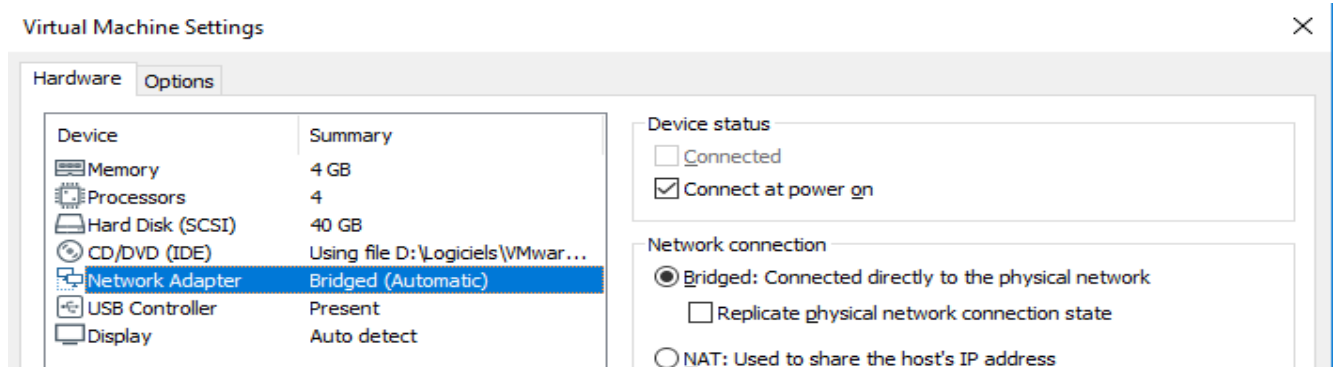 Virtual Machine Settings
Hardware Options
Device Summary
Memory 4 GB
Processors 4
Hard Disk (SCSI) 40 GB
CD/DVD (IDE) Using file D:\Logiciels\VMwar...
Network Adapter Bridged (Automatic)
USB Controller Present
Display Auto detect
Device status
Connected
Connect at power on
Network connection
Bridged: Connected directly to the physical network
Replicate physical network connection state
NAT: Used to share the host's IP address